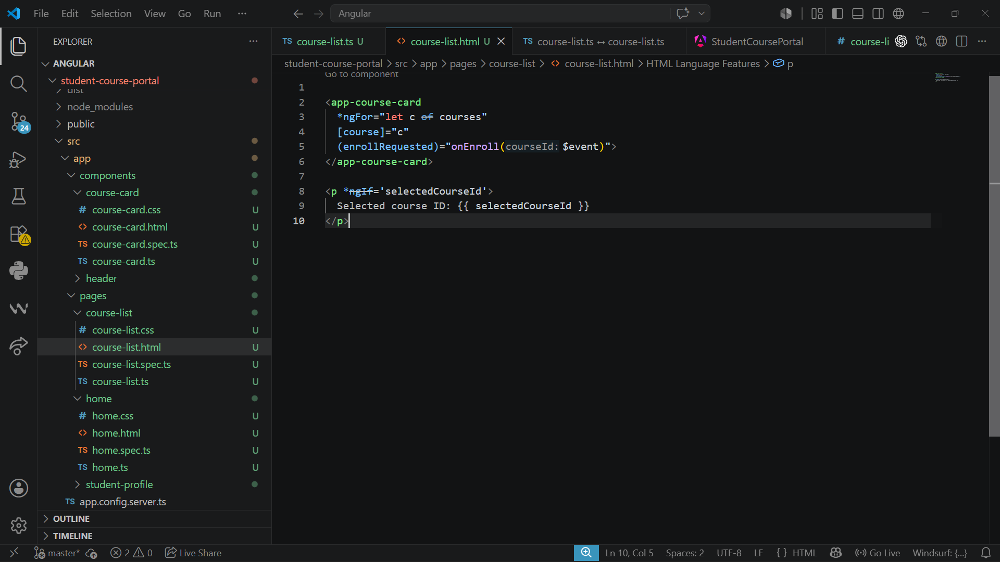 File Edit Selection View Go Run ···
Angular
EXPLORER
ANGULAR
student-course-portal
dist
node_modules
public
src
app
components
course-card
# course-card.css U
<> course-card.html U
TS course-card.spec.ts U
TS course-card.ts U
header
pages
course-list
# course-list.css U
<> course-list.html U
TS course-list.spec.ts U
TS course-list.ts U
home
# home.css U
<> home.html U
TS home.spec.ts U
TS home.ts U
student-profile
TS app.config.server.ts
OUTLINE
TIMELINE
24
TS course-list.ts U
<> course-list.html U
TS course-list.ts ↔ course-list.ts
StudentCoursePortal
# course-li
student-course-portal > src > app > pages > course-list > <> course-list.html > HTML Language Features > p
Go to component
1
2 <app-course-card
3 *ngFor="let c of courses"
4 [course]="c"
5 (enrollRequested)="onEnroll(courseId: $event)">
6 </app-course-card>
7
8 <p *ngIf='selectedCourseId'>
9 Selected course ID: {{ selectedCourseId }}
10 </p>
master* 2 0 Live Share
Ln 10, Col 5 Spaces: 2 UTF-8 LF { } HTML Go Live Windsurf: {...}